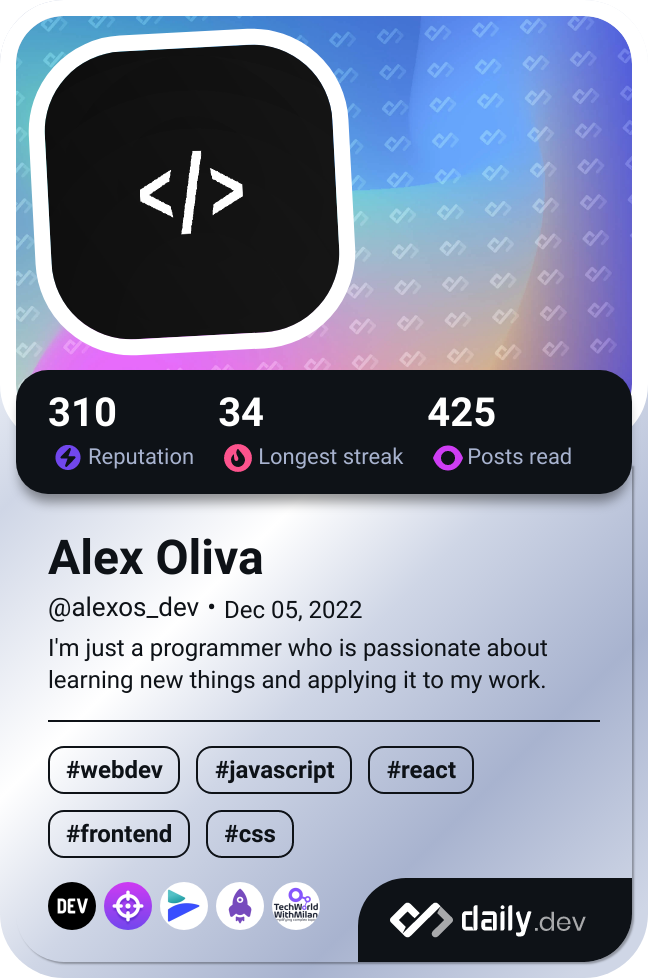 </>
310 34 425
Reputation Longest streak Posts read
Alex Oliva
@alexos_dev • Dec 05, 2022
I'm just a programmer who is passionate about
learning new things and applying it to my work.
#webdev #javascript #react
#frontend #css
DEV
TechWorld
WithMilan
daily.dev